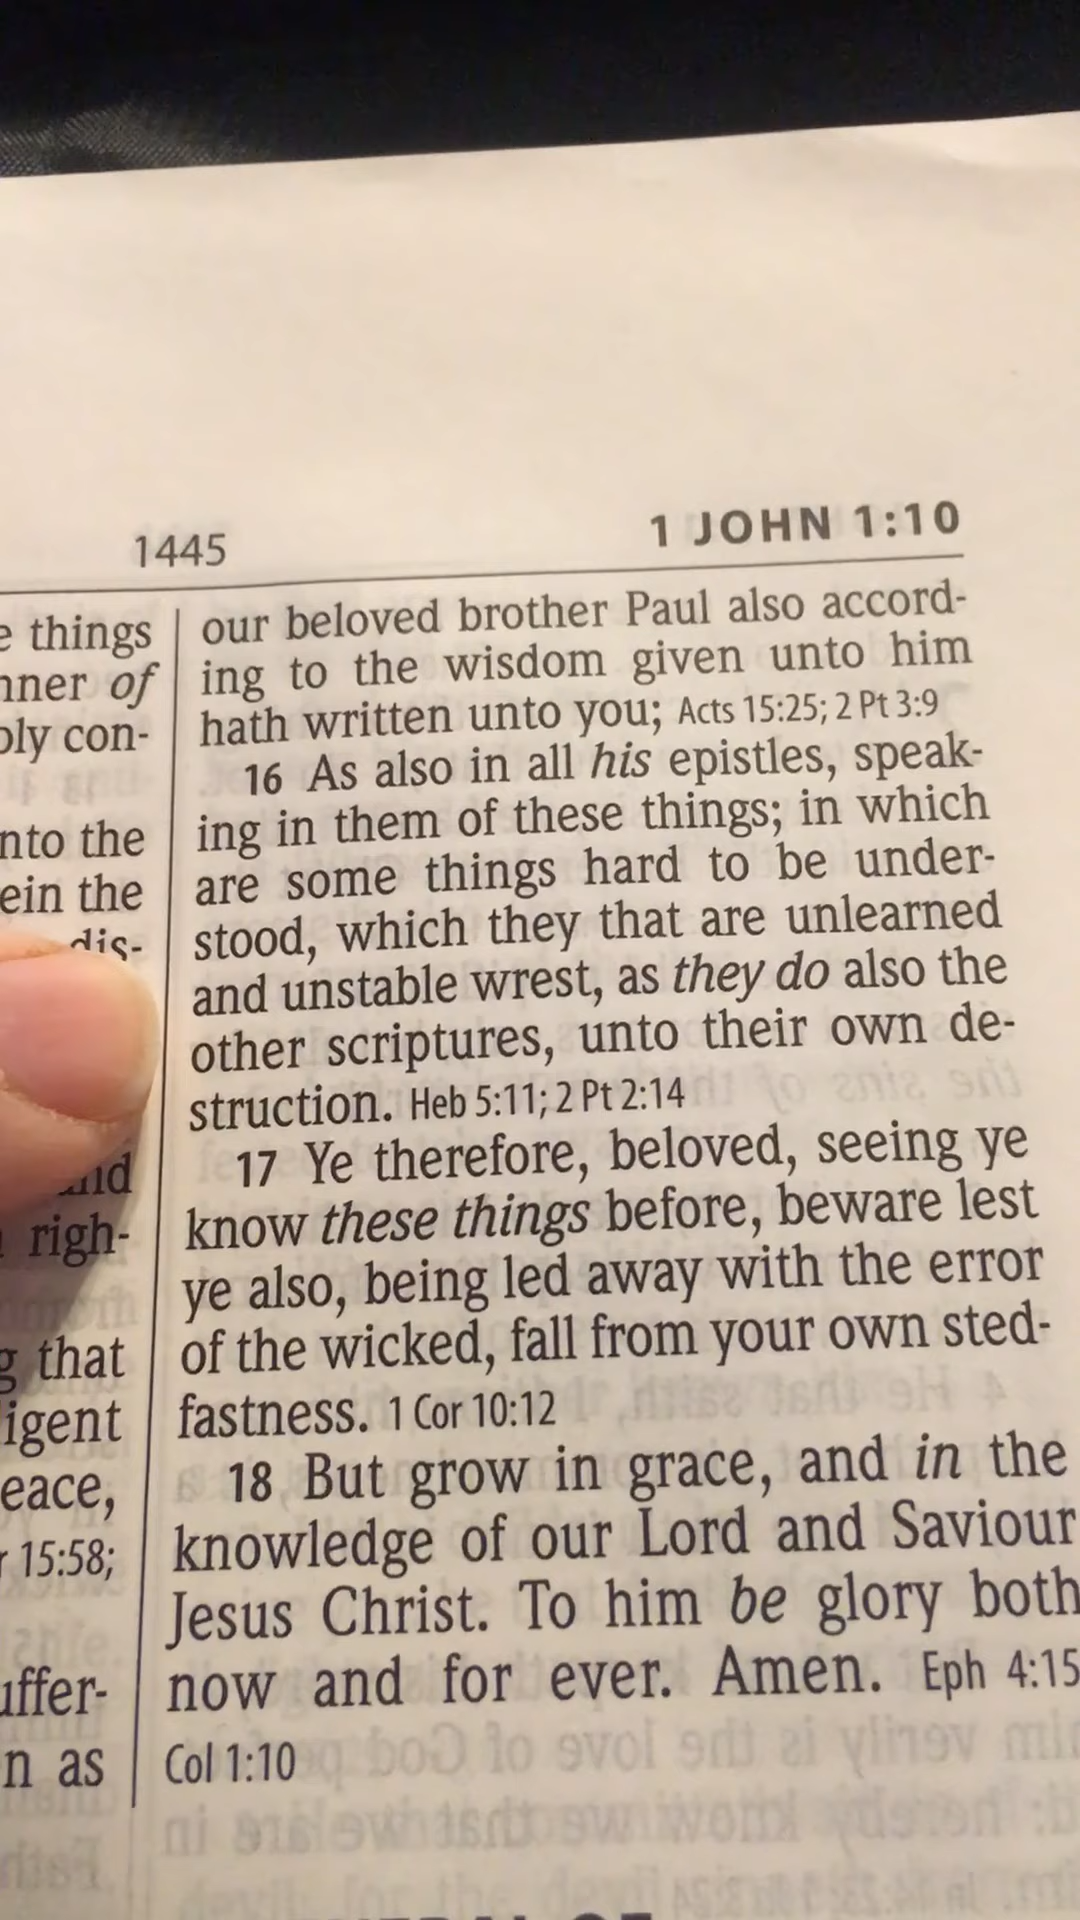 1445
1 JOHN 1:10
things
of
con-
the
the
dis-
righ-
that
15:58;
as
our beloved brother Paul also accord-
ing to the wisdom given unto him
hath written unto you; Acts 15:25; 2 Pt 3:9
16 As also in all his epistles, speak-
ing in them of these things; in which
are some things hard to be under-
stood, which they that are unlearned
and unstable wrest, as they do also the
other scriptures, unto their own de-
struction. Heb 5:11; 2 Pt 2:14
17 Ye therefore, beloved, seeing ye
know these things before, beware lest
ye also, being led away with the error
of the wicked, fall from your own sted-
fastness. 1 Cor 10:12
18 But grow in grace, and in the
knowledge of our Lord and Saviour
Jesus Christ. To him be glory both
now and for ever. Amen. Eph 4:15
Col 1:10